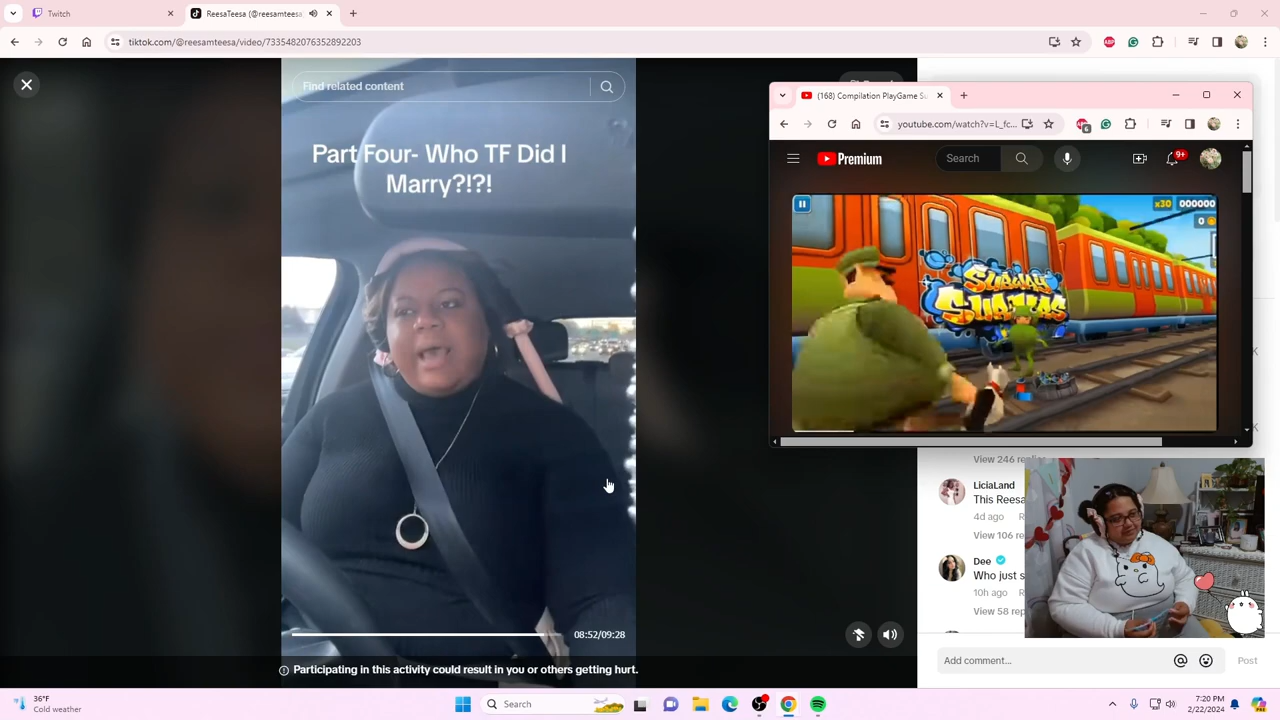 Twitch
ReesaTeesa (@reesamteesa
tiktok.com/@reesamteesa/video/7335482076352892203
ABP
Find related content
Part Four- Who TF Did I
Marry?!?!
08:52/09:28
Participating in this activity could result in you or others getting hurt.
(168) Compilation PlayGame Su
youtube.com/watch?v=L_fc...
6
Premium
Search
9+
x30 000000
0
SUBWAY
SURFERS
View 246 replies
LiciaLand
This Reesa
4d ago
View 106 re
Dee
Who just s
10h ago
View 58 rep
Add comment...
Post
36°F
Cold weather
Search
7:20 PM
2/22/2024